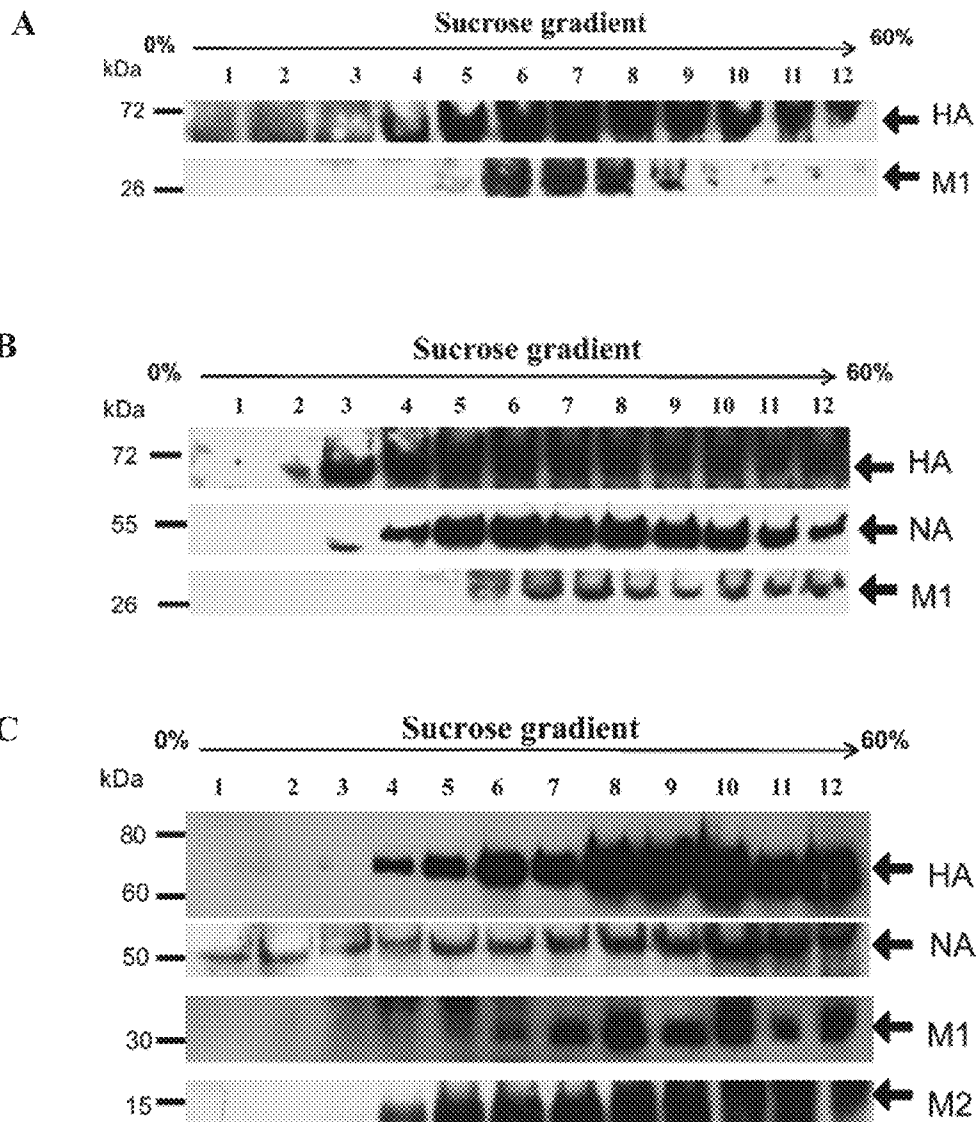 A
Sucrose gradient
0% 60%
kDa 1 2 3 4 5 6 7 8 9 10 11 12
72 HA
26 M1
B
Sucrose gradient
0% 60%
kDa 1 2 3 4 5 6 7 8 9 10 11 12
72 HA
55 NA
26 M1
C
Sucrose gradient
0% 60%
kDa 1 2 3 4 5 6 7 8 9 10 11 12
80
HA
60
50 NA
30 M1
15 M2